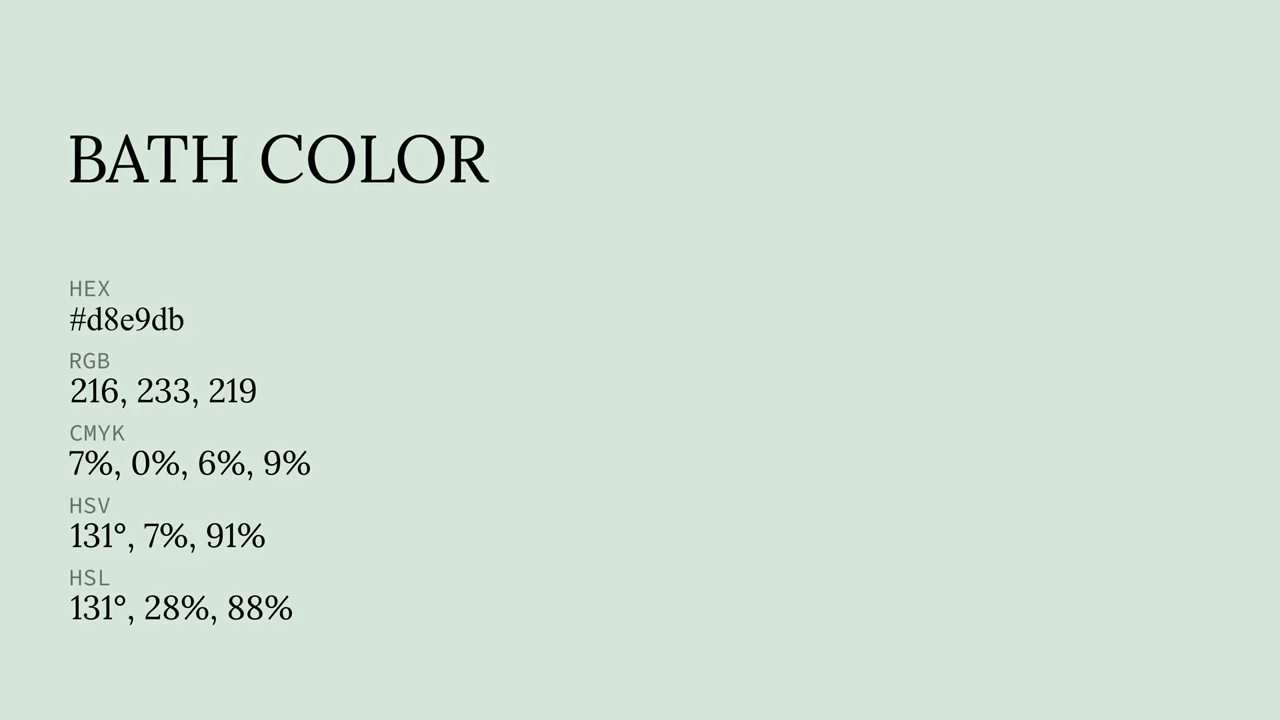 BATH COLOR
HEX
#d8e9db
RGB
216, 233, 219
CMYK
7%, 0%, 6%, 9%
HSV
131°, 7%, 91%
HSL
131°, 28%, 88%